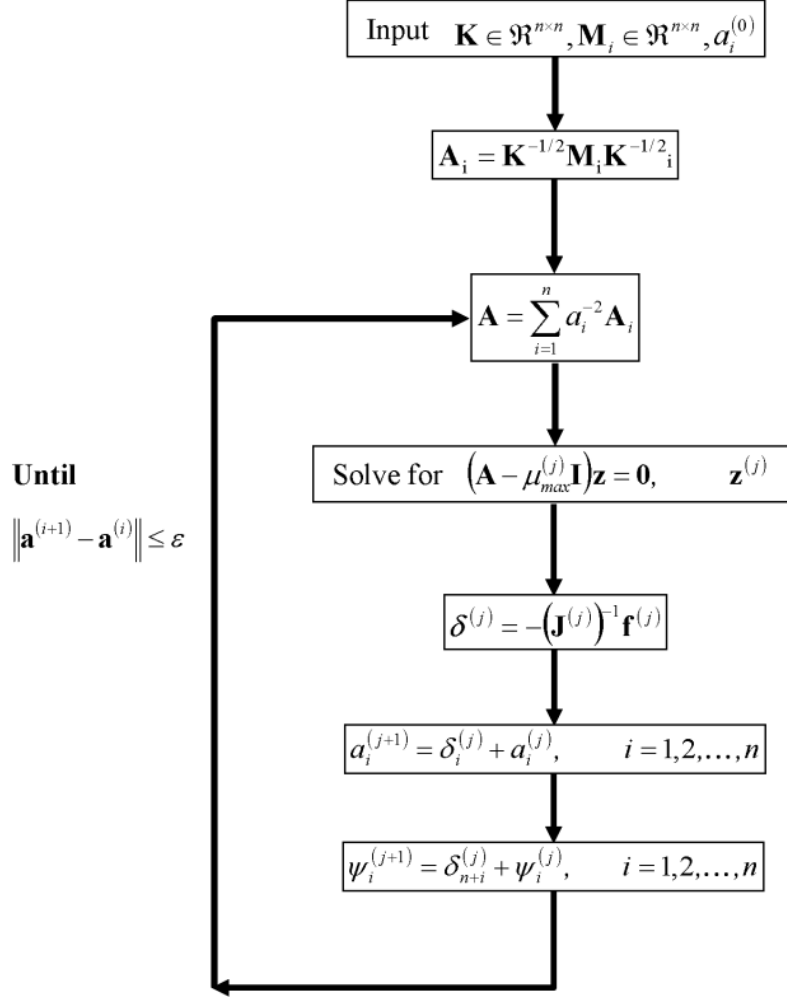 Input K ∈ ℜ^{n×n}, M_i ∈ ℜ^{n×n}, a_i^{(0)}
A_i = K^{-1/2} M_i K^{-1/2}_i
A = \sum_{i=1}^{n} a_i^{-2} A_i
Solve for (A − μ_{max}^{(j)} I) z = 0, z^{(j)}
Until
‖a^{(i+1)} − a^{(i)}‖ ≤ ε
δ^{(j)} = −(J^{(j)})^{-1} f^{(j)}
a_i^{(j+1)} = δ_i^{(j)} + a_i^{(j)}, i = 1,2,…,n
ψ_i^{(j+1)} = δ_{n+i}^{(j)} + ψ_i^{(j)}, i = 1,2,…,n